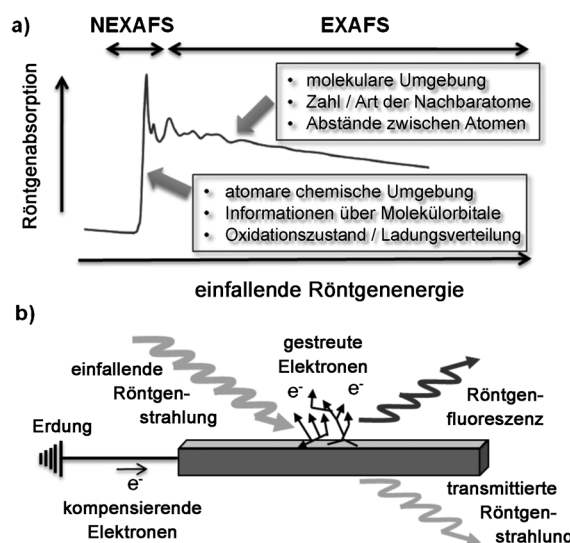 a)
NEXAFS
EXAFS
Röntgenabsorption
• molekulare Umgebung
• Zahl / Art der Nachbaratome
• Abstände zwischen Atomen
• atomare chemische Umgebung
• Informationen über Molekülorbitale
• Oxidationszustand / Ladungsverteilung
einfallende Röntgenenergie
b)
einfallende
Röntgen-
strahlung
gestreute
Elektronen
e⁻ e⁻
Röntgen-
fluoreszenz
Erdung
e⁻
kompensierende
Elektronen
transmittierte
Röntgen-
strahlung